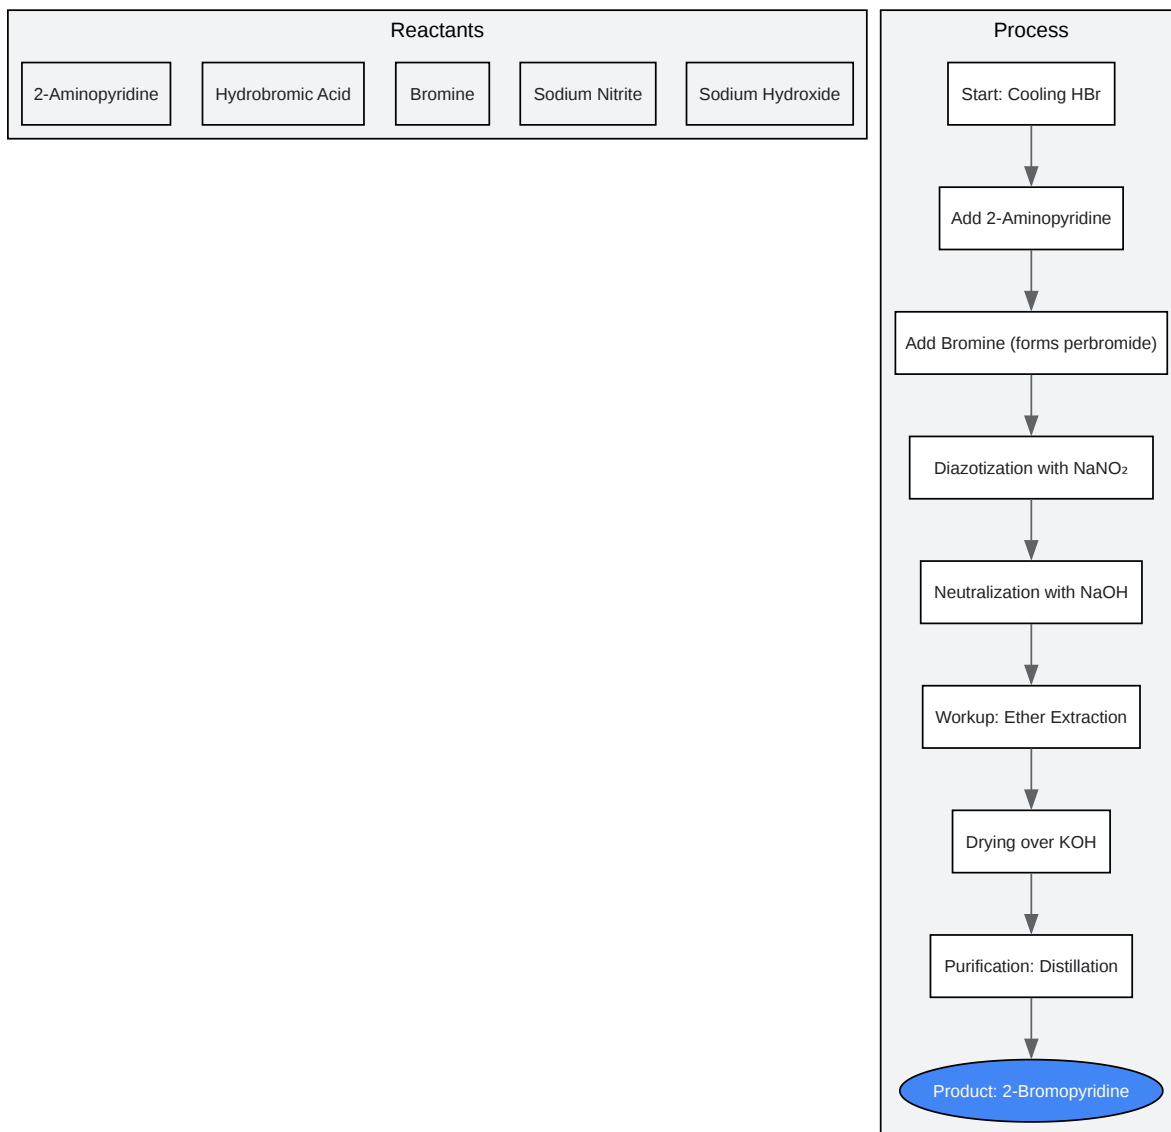 Reactants
2-Aminopyridine
Hydrobromic Acid
Bromine
Sodium Nitrite
Sodium Hydroxide
Process
Start: Cooling HBr
Add 2-Aminopyridine
Add Bromine (forms perbromide)
Diazotization with NaNO₂
Neutralization with NaOH
Workup: Ether Extraction
Drying over KOH
Purification: Distillation
Product: 2-Bromopyridine